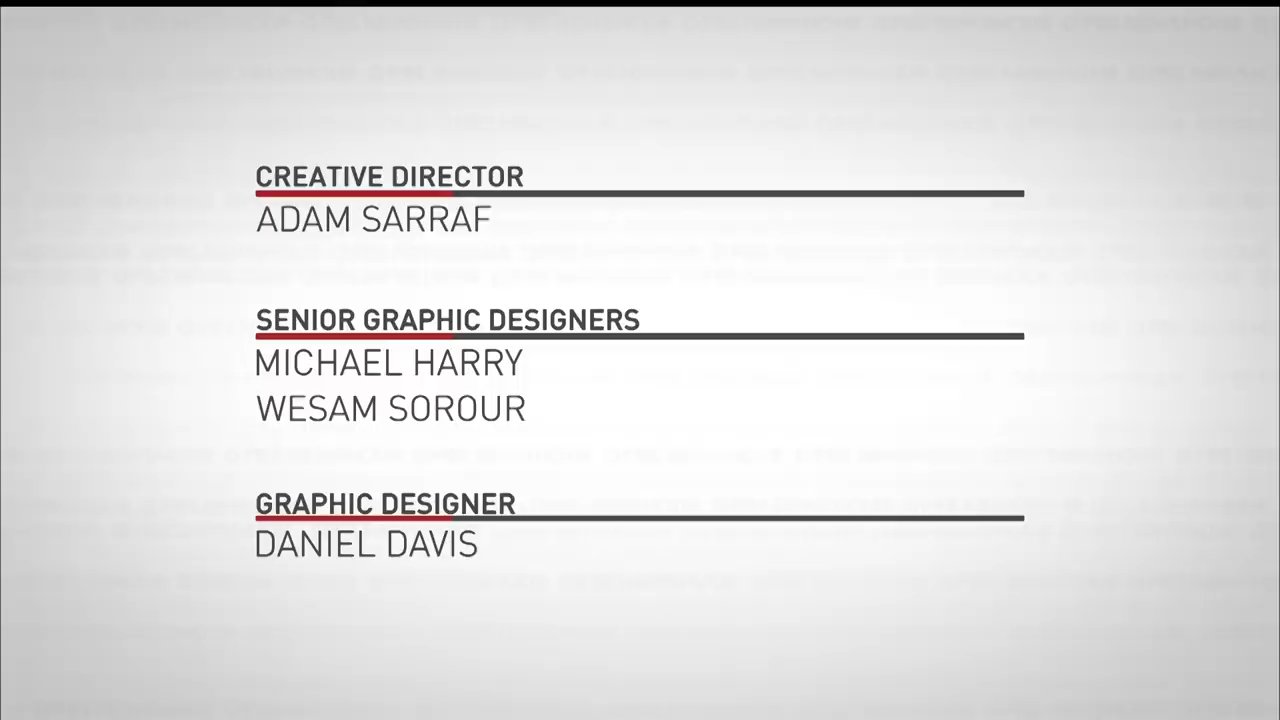 CREATIVE DIRECTOR
ADAM SARRAF
SENIOR GRAPHIC DESIGNERS
MICHAEL HARRY
WESAM SOROUR
GRAPHIC DESIGNER
DANIEL DAVIS